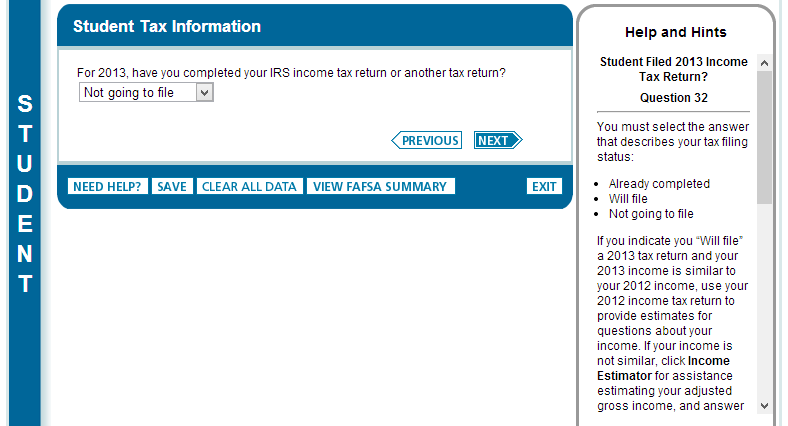 STUDENT
Student Tax Information
For 2013, have you completed your IRS income tax return or another tax return?
Not going to file
PREVIOUS
NEXT
NEED HELP?
SAVE
CLEAR ALL DATA
VIEW FAFSA SUMMARY
EXIT
Help and Hints
Student Filed 2013 Income
Tax Return?
Question 32
You must select the answer
that describes your tax filing
status:
• Already completed
• Will file
• Not going to file
If you indicate you “Will file”
a 2013 tax return and your
2013 income is similar to
your 2012 income, use your
2012 income tax return to
provide estimates for
questions about your
income. If your income is
not similar, click Income
Estimator for assistance
estimating your adjusted
gross income, and answer